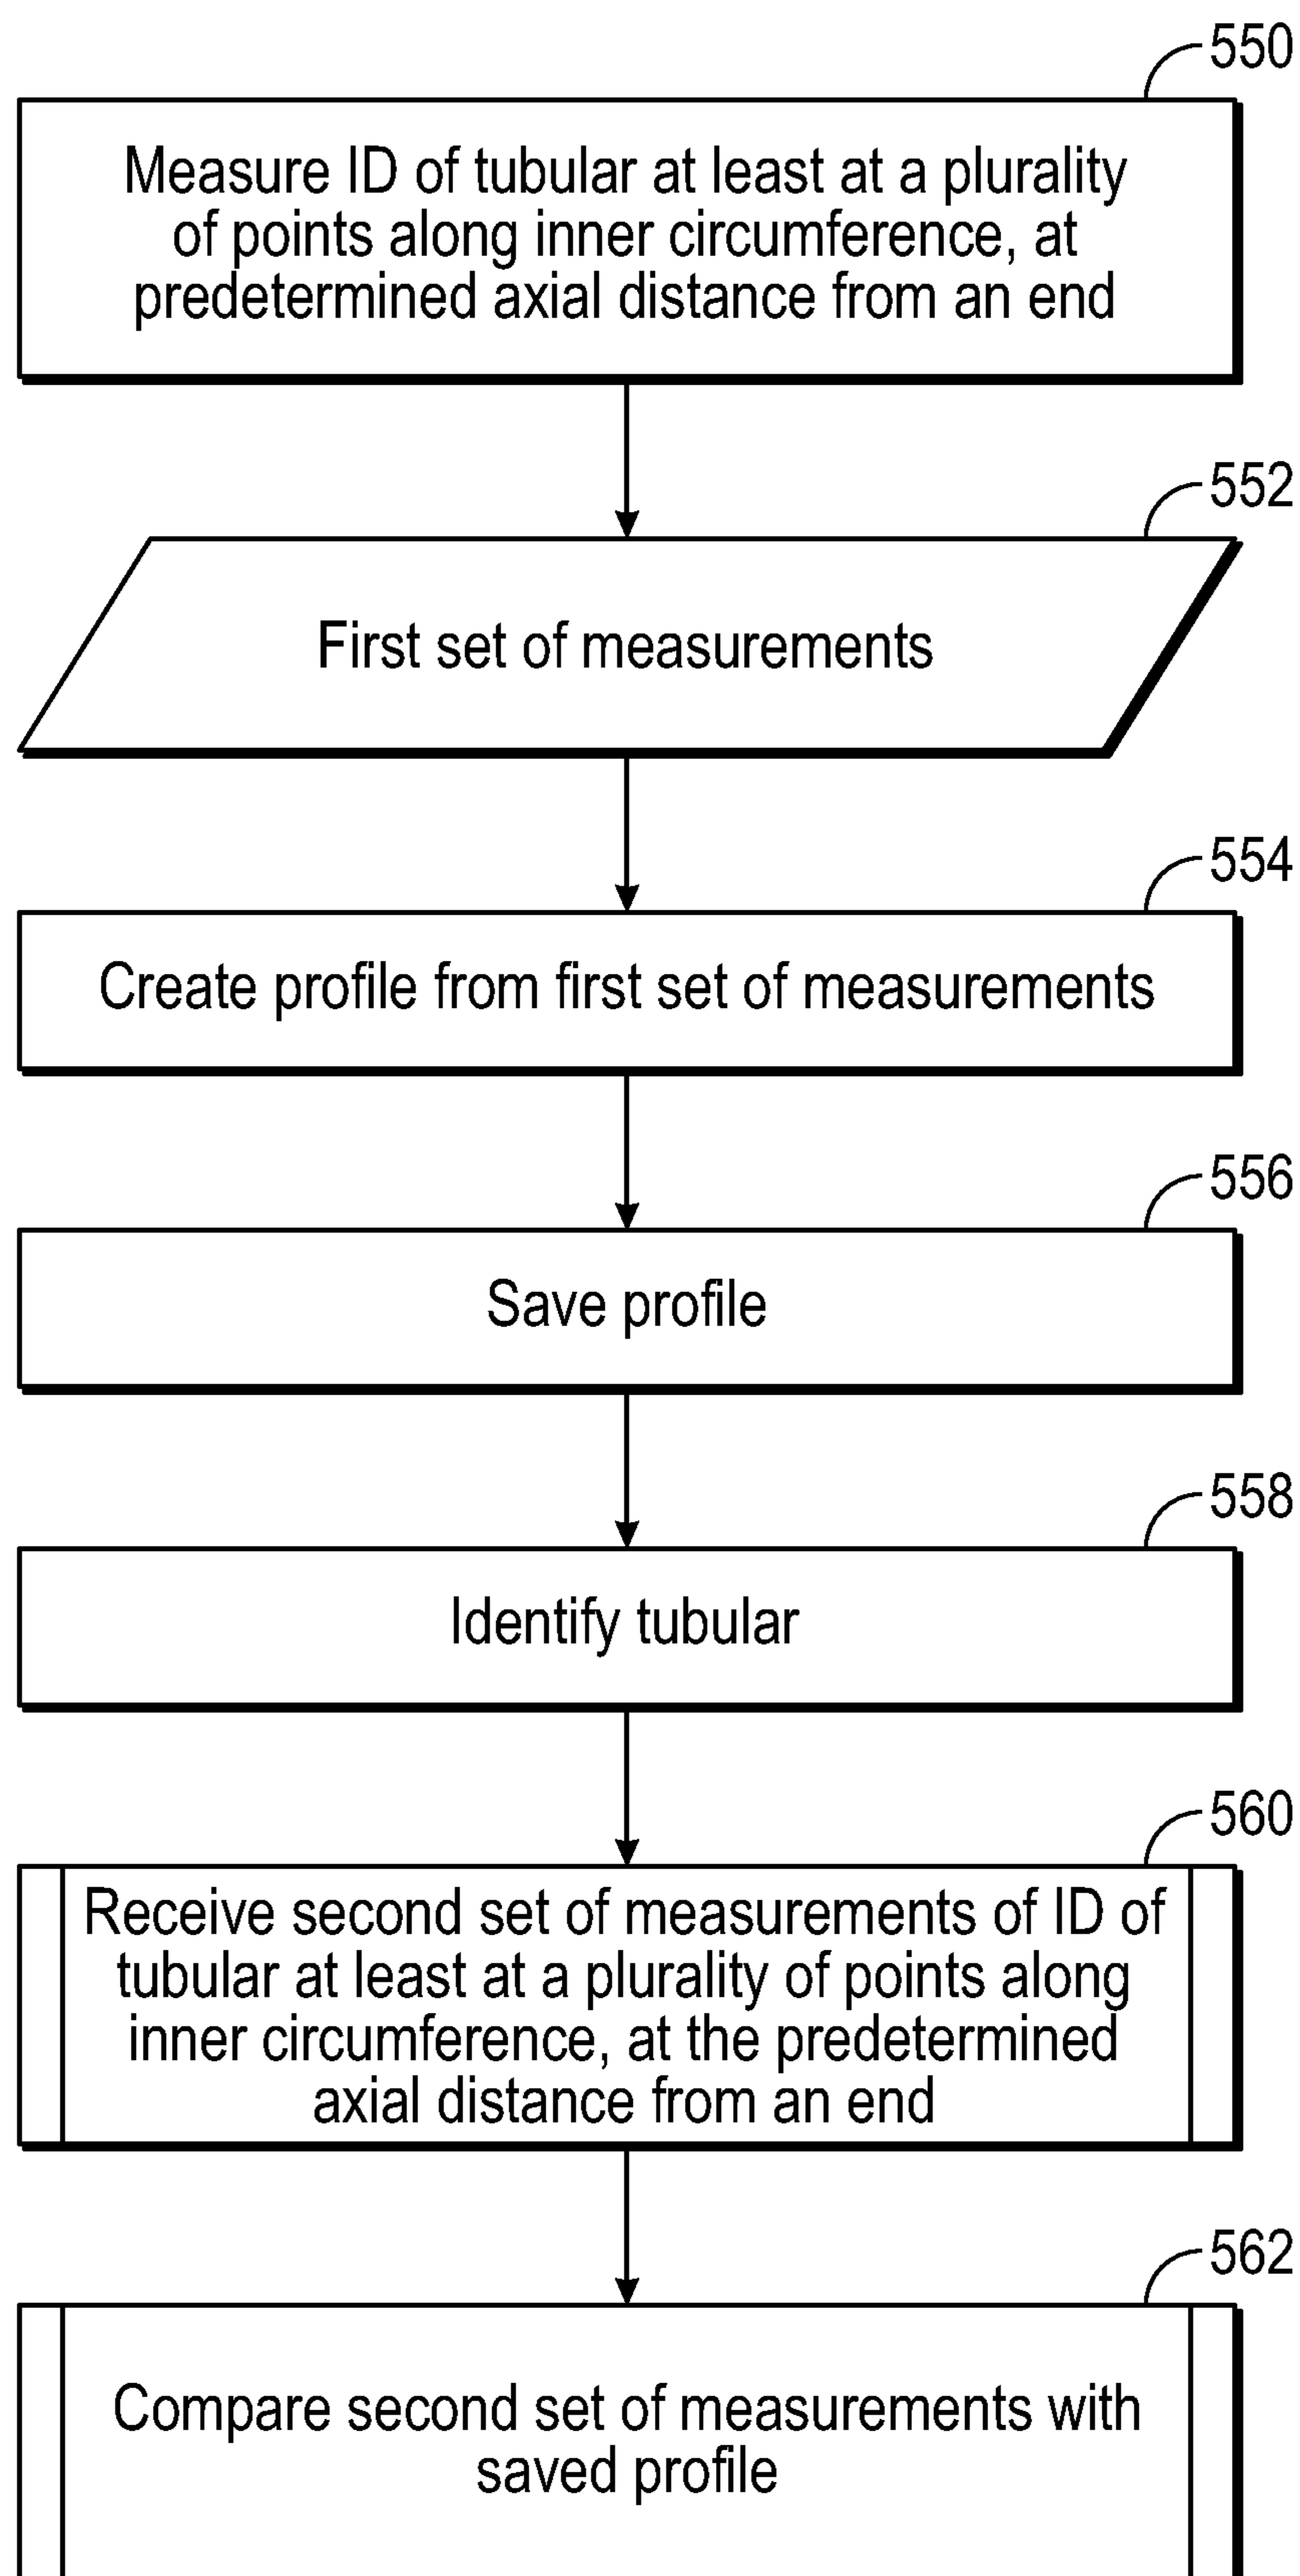 550
Measure ID of tubular at least at a plurality
of points along inner circumference, at
predetermined axial distance from an end
552
First set of measurements
554
Create profile from first set of measurements
556
Save profile
558
Identify tubular
560
Receive second set of measurements of ID of
tubular at least at a plurality of points along
inner circumference, at the predetermined
axial distance from an end
562
Compare second set of measurements with
saved profile